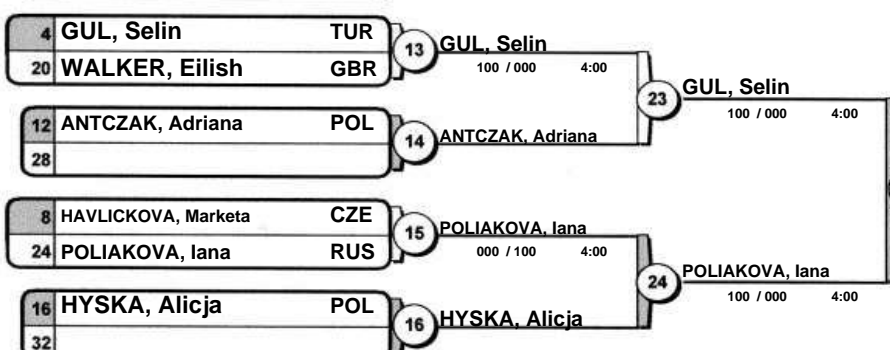 4 GUL, Selin TUR
20 WALKER, Eilish GBR
13 GUL, Selin
100 / 000 4:00
12 ANTCZAK, Adriana POL
28
14 ANTCZAK, Adriana
23 GUL, Selin
100 / 000 4:00
8 HAVLICKOVA, Marketa CZE
24 POLIAKOVA, Iana RUS
15 POLIAKOVA, Iana
000 / 100 4:00
16 HYSKA, Alicja POL
32
16 HYSKA, Alicja
24 POLIAKOVA, Iana
100 / 000 4:00